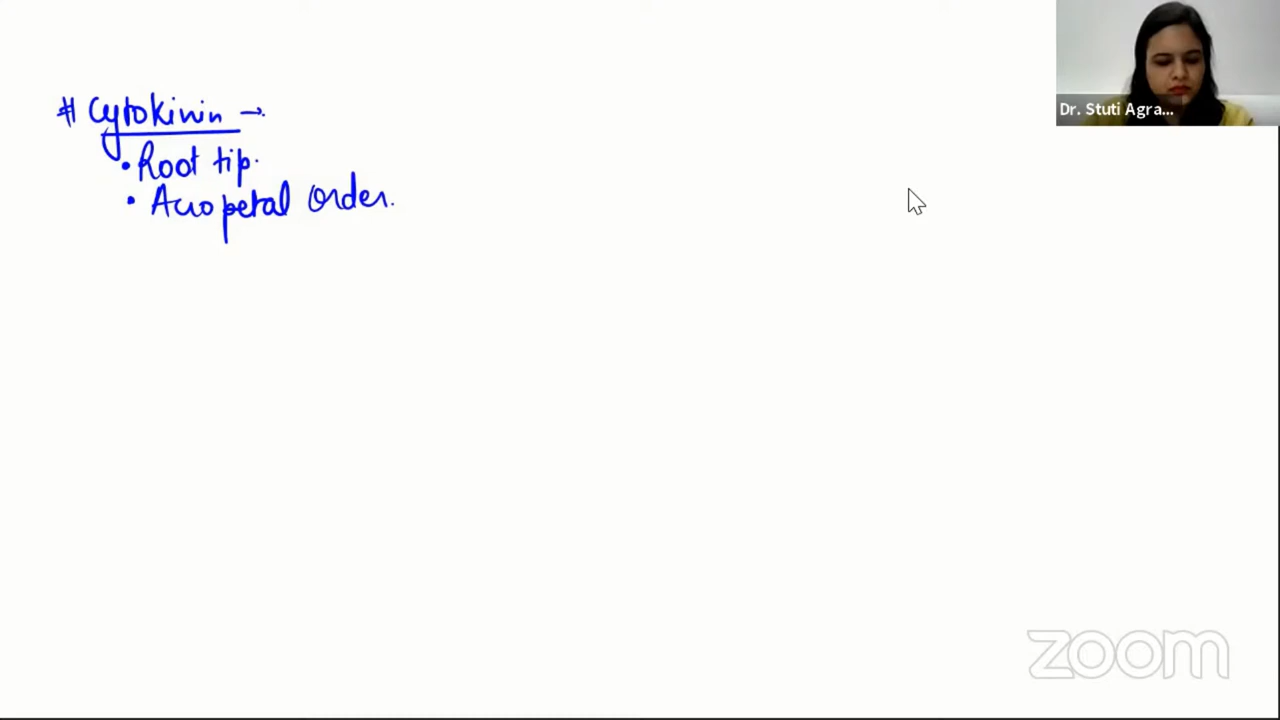 # Cytokinin →
• Root tip.
• Acropetal Order.
Dr. Stuti Agra...
zoom